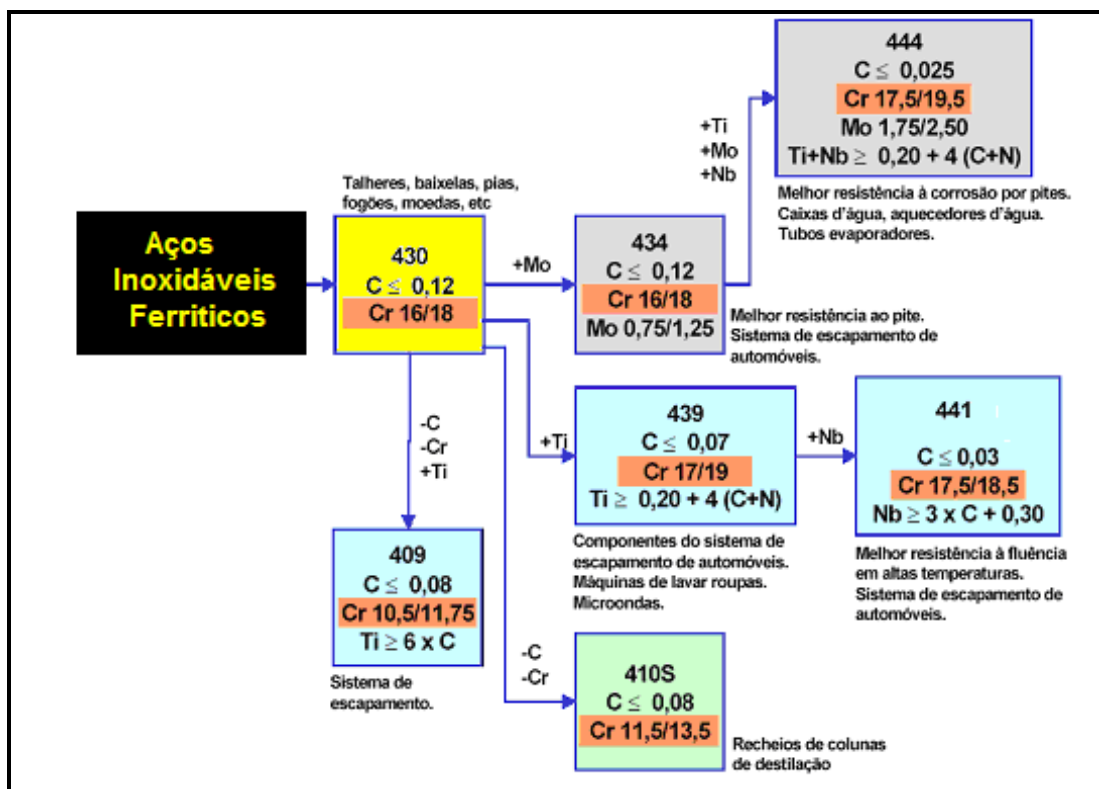 Aços
Inoxidáveis
Ferriticos
Talheres, baixelas, pias,
fogões, moedas, etc
430
C ≤ 0,12
Cr 16/18
+Mo
434
C ≤ 0,12
Cr 16/18
Mo 0,75/1,25
Melhor resistência ao pite.
Sistema de escapamento de
automóveis.
+Ti
+Mo
+Nb
444
C ≤ 0,025
Cr 17,5/19,5
Mo 1,75/2,50
Ti+Nb ≥ 0,20 + 4 (C+N)
Melhor resistência à corrosão por pites.
Caixas d'água, aquecedores d'água.
Tubos evaporadores.
+Ti
439
C ≤ 0,07
Cr 17/19
Ti ≥ 0,20 + 4 (C+N)
Componentes do sistema de
escapamento de automóveis.
Máquinas de lavar roupas.
Microondas.
+Nb
441
C ≤ 0,03
Cr 17,5/18,5
Nb ≥ 3 x C + 0,30
Melhor resistência à fluência
em altas temperaturas.
Sistema de escapamento de
automóveis.
-C
-Cr
+Ti
409
C ≤ 0,08
Cr 10,5/11,75
Ti ≥ 6 x C
Sistema de
escapamento.
-C
-Cr
410S
C ≤ 0,08
Cr 11,5/13,5
Recheios de colunas
de destilação